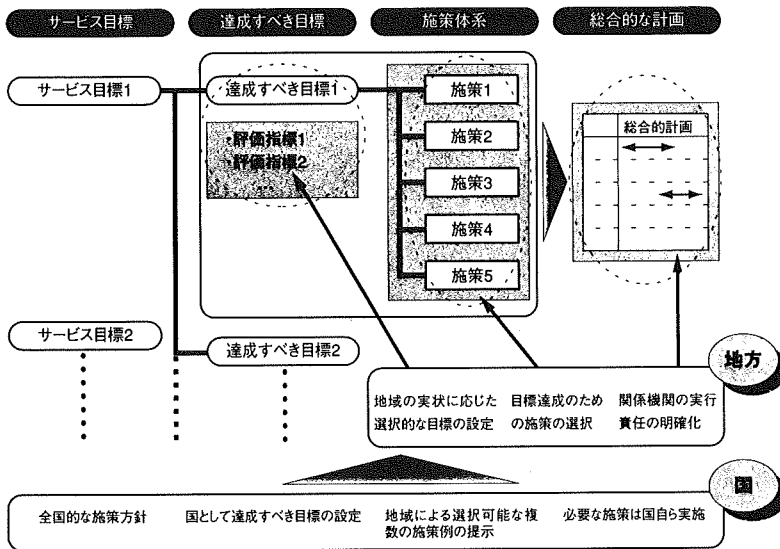 サービス目標
達成すべき目標
施策体系
総合的な計画
サービス目標1
達成すべき目標1
・評価指標1
・評価指標2
施策1
施策2
施策3
施策4
施策5
総合的計画
サービス目標2
達成すべき目標2
地方
地域の実状に応じた
選択的な目標の設定
目標達成のため
の施策の選択
関係機関の実行
責任の明確化
国
全国的な施策方針
国として達成すべき目標の設定
地域による選択可能な複
数の施策例の提示
必要な施策は国自ら実施